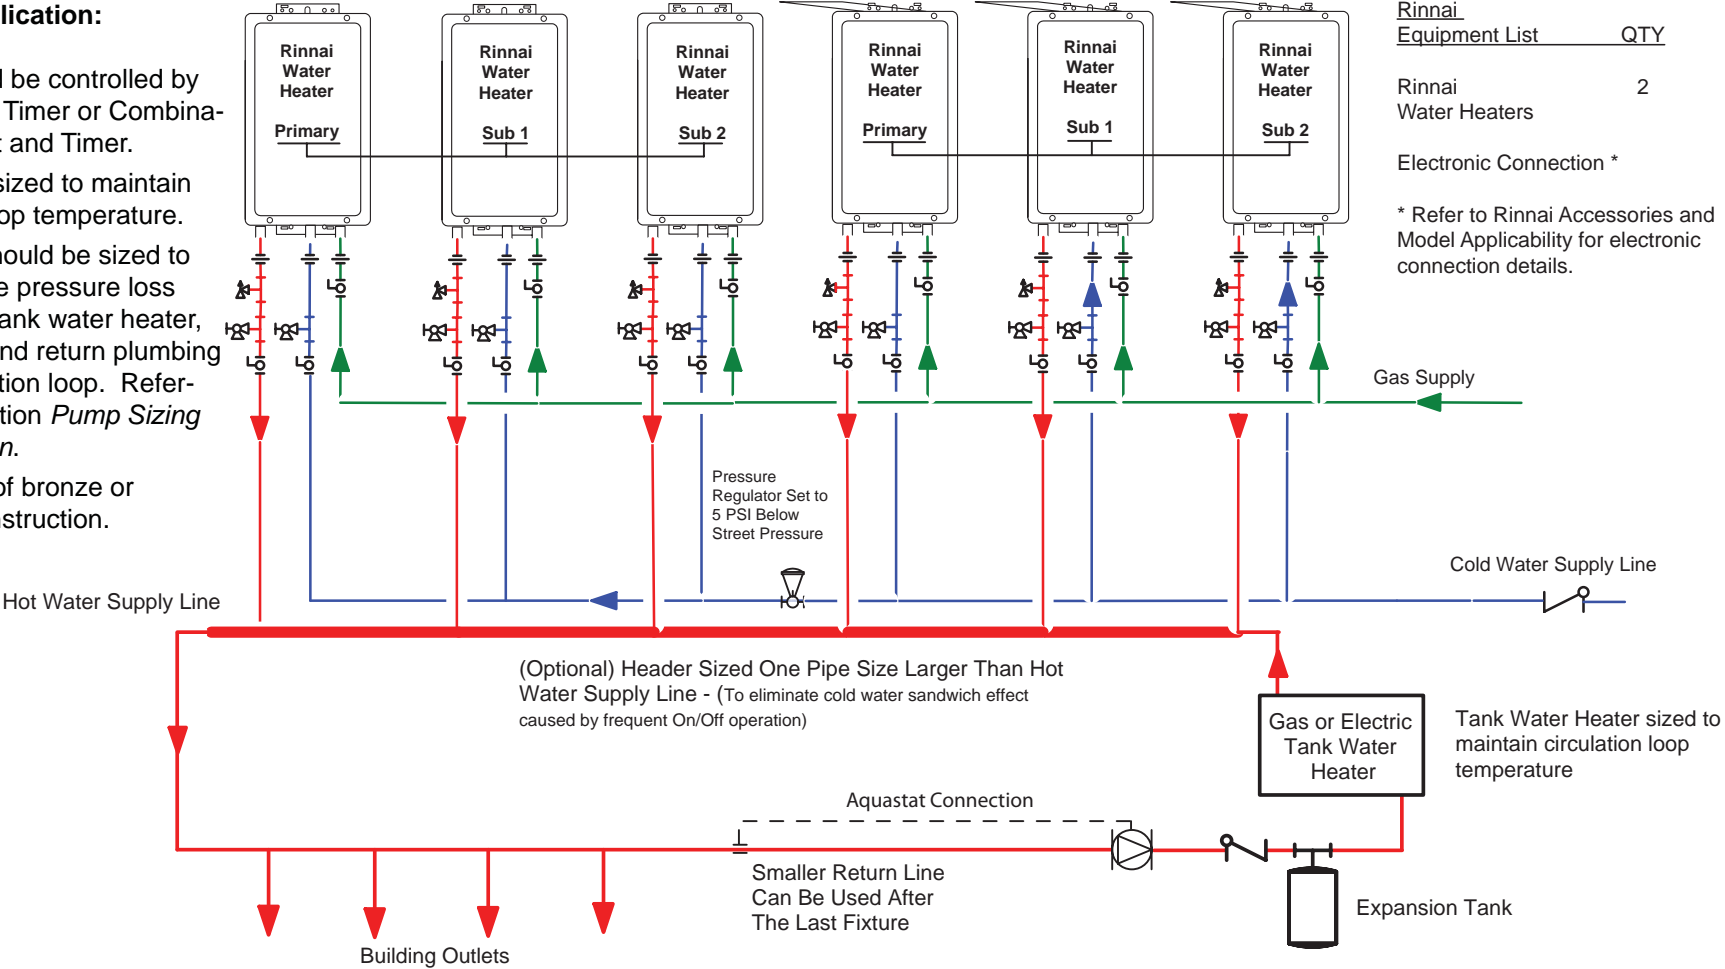 lication:
l be controlled by
Timer or Combina-
t and Timer.
sized to maintain
op temperature.
hould be sized to
e pressure loss
ank water heater,
nd return plumbing
tion loop. Refer-
tion Pump Sizing
n.
of bronze or
nstruction.
Rinnai
Water
Heater
Primary
Rinnai
Water
Heater
Sub 1
Rinnai
Water
Heater
Sub 2
Rinnai
Water
Heater
Primary
Rinnai
Water
Heater
Sub 1
Rinnai
Water
Heater
Sub 2
Rinnai
Equipment List QTY
Rinnai 2
Water Heaters
Electronic Connection *
* Refer to Rinnai Accessories and
Model Applicability for electronic
connection details.
Gas Supply
Pressure
Regulator Set to
5 PSI Below
Street Pressure
Cold Water Supply Line
Hot Water Supply Line
(Optional) Header Sized One Pipe Size Larger Than Hot
Water Supply Line - (To eliminate cold water sandwich effect
caused by frequent On/Off operation)
Gas or Electric
Tank Water
Heater
Tank Water Heater sized to
maintain circulation loop
temperature
Aquastat Connection
Smaller Return Line
Can Be Used After
The Last Fixture
Expansion Tank
Building Outlets